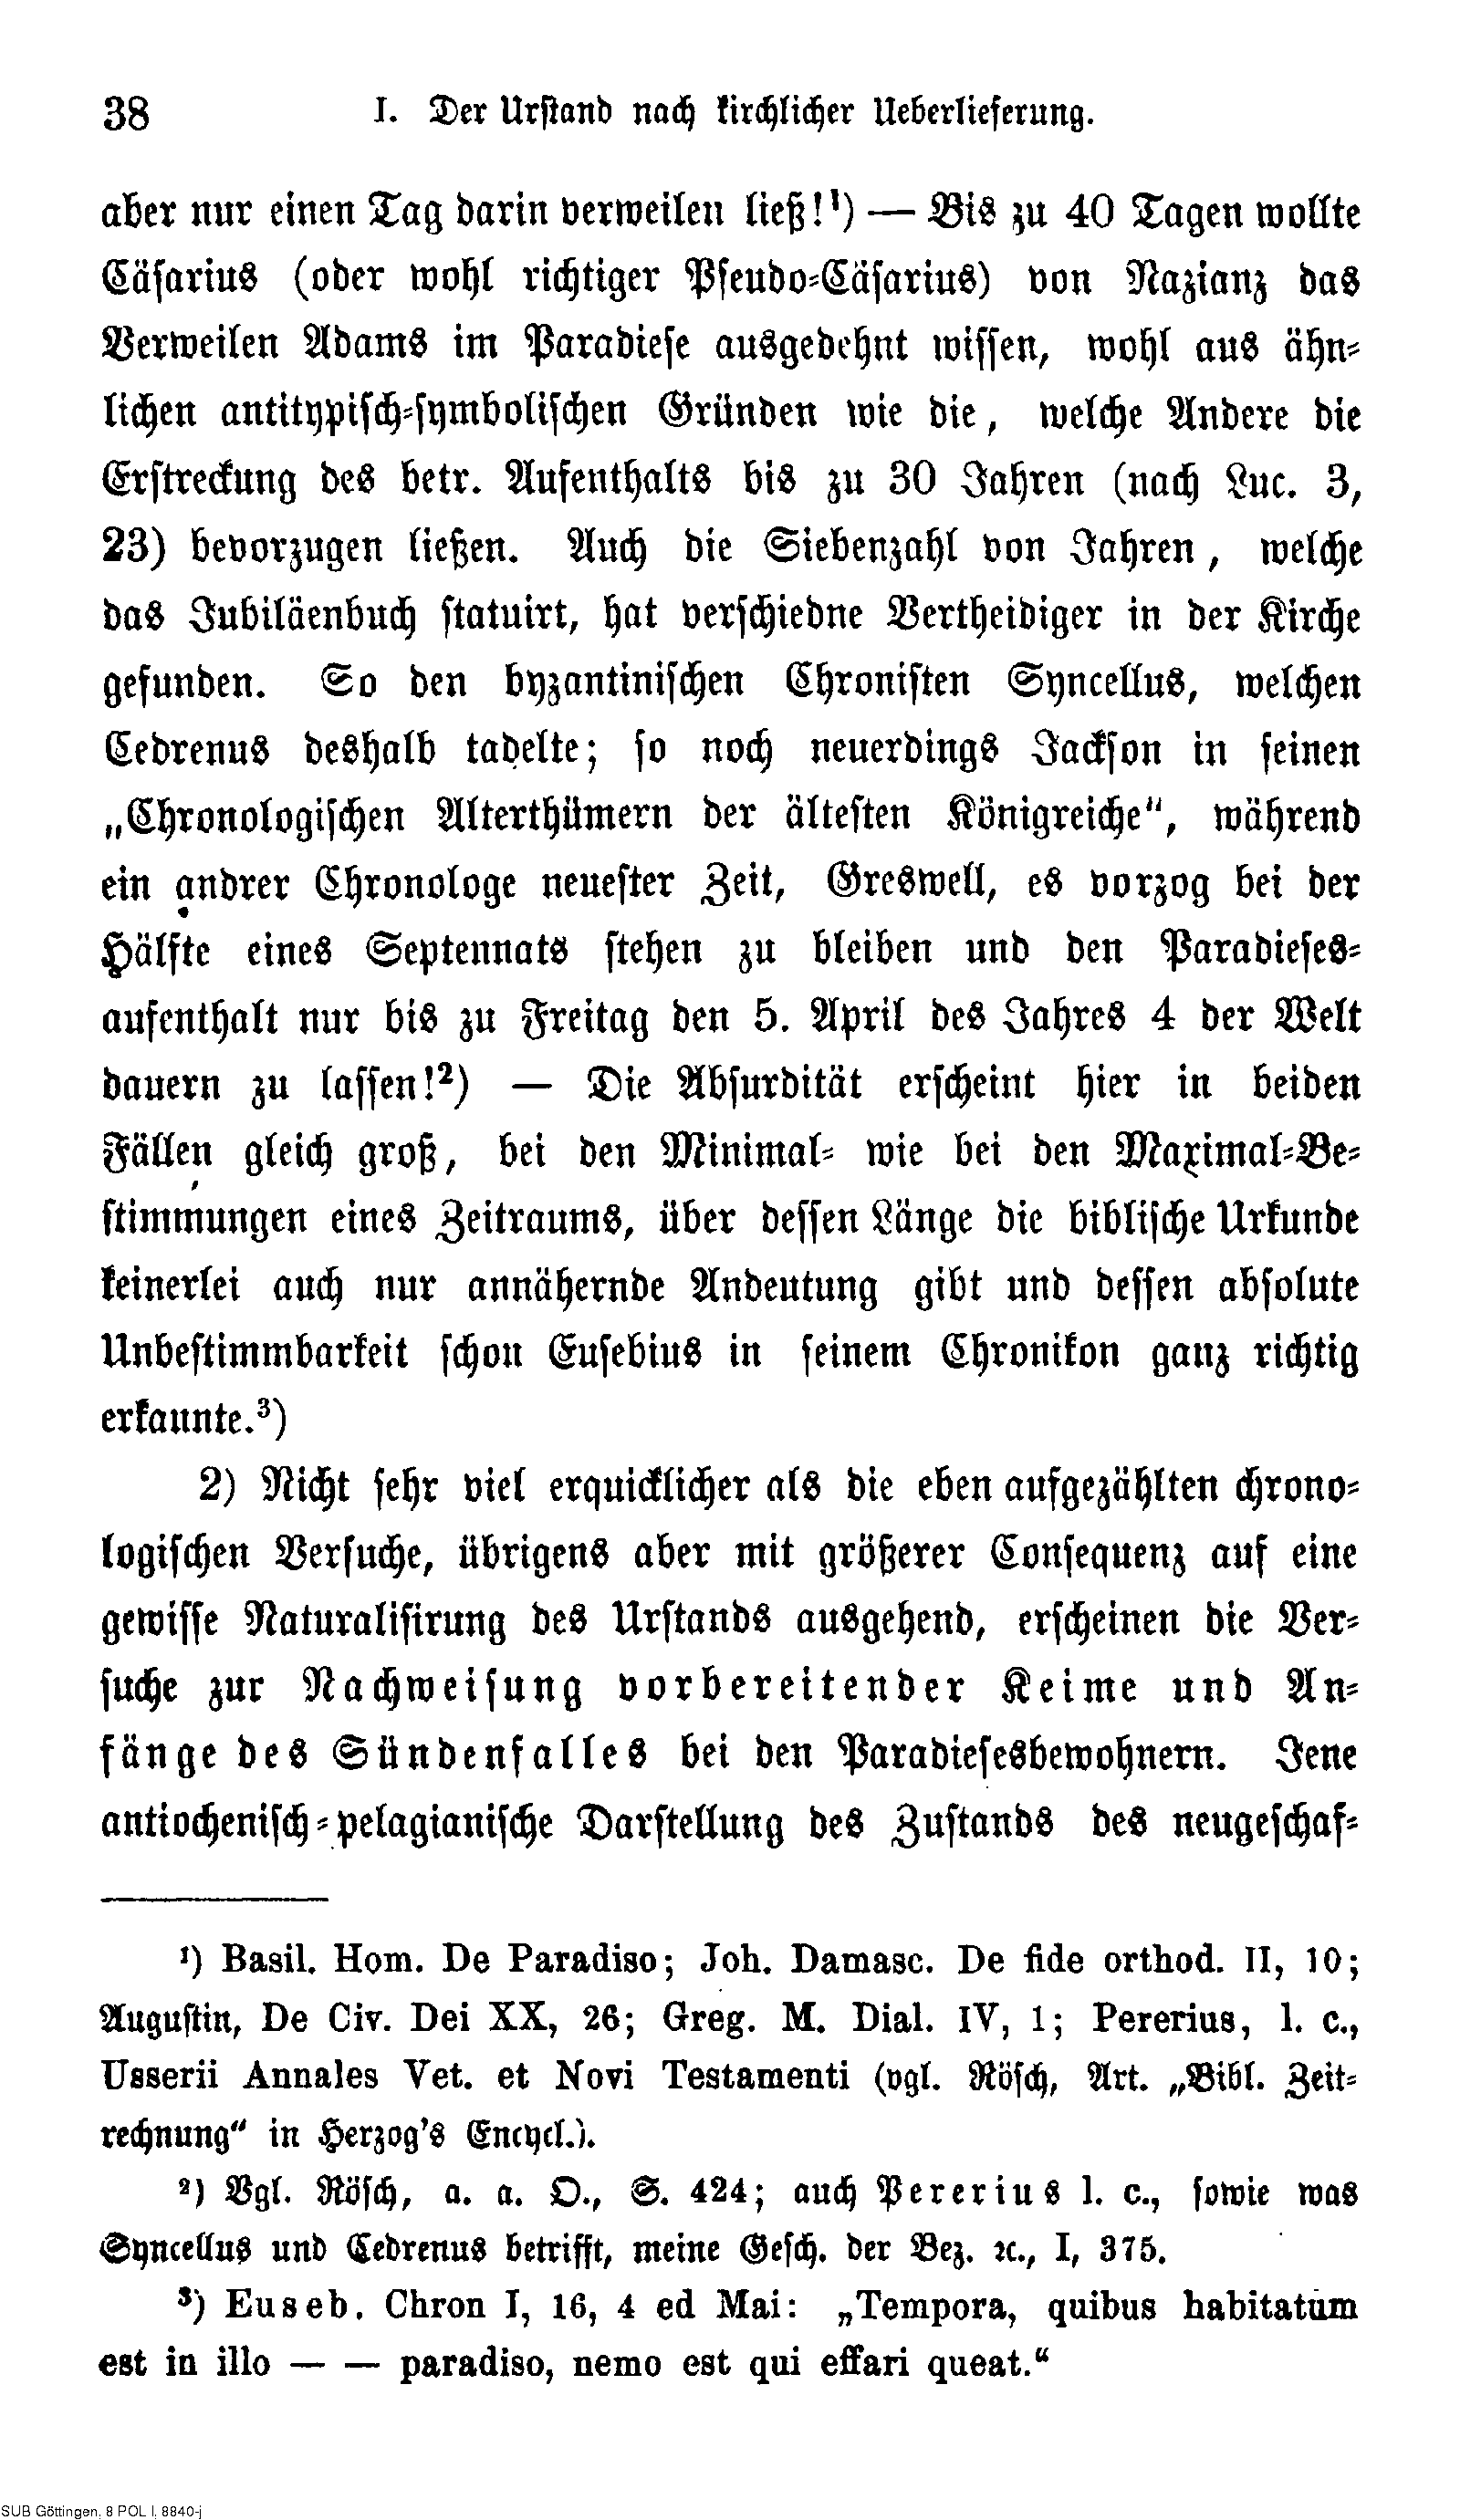 38 I. Der Urstand nach kirchlicher Ueberlieferung.
aber nur einen Tag darin verweilen ließ!¹) — Bis zu 40 Tagen wollte
Cäsarius (oder wohl richtiger Pseudo-Cäsarius) von Nazianz das
Verweilen Adams im Paradiese ausgedehnt wissen, wohl aus ähn-
lichen antitypisch-symbolischen Gründen wie die, welche Andere die
Erstreckung des betr. Aufenthalts bis zu 30 Jahren (nach Luc. 3,
23) bevorzugen ließen. Auch die Siebenzahl von Jahren, welche
das Jubiläenbuch statuirt, hat verschiedne Vertheidiger in der Kirche
gefunden. So den byzantinischen Chronisten Syncellus, welchen
Cedrenus deshalb tadelte; so noch neuerdings Jackson in seinen
„Chronologischen Alterthümern der ältesten Königreiche“, während
ein andrer Chronologe neuester Zeit, Greswell, es vorzog bei der
Hälfte eines Septennats stehen zu bleiben und den Paradieses-
aufenthalt nur bis zu Freitag den 5. April des Jahres 4 der Welt
dauern zu lassen!²) — Die Absurdität erscheint hier in beiden
Fällen gleich groß, bei den Minimal- wie bei den Maximal-Be-
stimmungen eines Zeitraums, über dessen Länge die biblische Urkunde
keinerlei auch nur annähernde Andeutung gibt und dessen absolute
Unbestimmbarkeit schon Eusebius in seinem Chronikon ganz richtig
erkannte.³)
2) Nicht sehr viel erquicklicher als die eben aufgezählten chrono-
logischen Versuche, übrigens aber mit größerer Consequenz auf eine
gewisse Naturalisirung des Urstands ausgehend, erscheinen die Ver-
suche zur Nachweisung vorbereitender Keime und An-
fänge des Sündenfalles bei den Paradiesesbewohnern. Jene
antiochenisch-pelagianische Darstellung des Zustands des neugeschaf-
¹) Basil. Hom. De Paradiso; Joh. Damasc. De fide orthod. II, 10;
Augustin, De Civ. Dei XX, 26; Greg. M. Dial. IV, 1; Pererius, l. c.,
Usserii Annales Vet. et Novi Testamenti (vgl. Rösch, Art. „Bibl. Zeit-
rechnung“ in Herzog's Encycl.).
²) Vgl. Rösch, a. a. O., S. 424; auch Pererius l. c., sowie was
Syncellus und Cedrenus betrifft, meine Gesch. der Bez. ꝛc., I, 375.
³) Euseb. Chron I, 16, 4 ed Mai: „Tempora, quibus habitatum
est in illo — — paradiso, nemo est qui effari queat.“
SUB Göttingen, 8 POL I, 8840-j